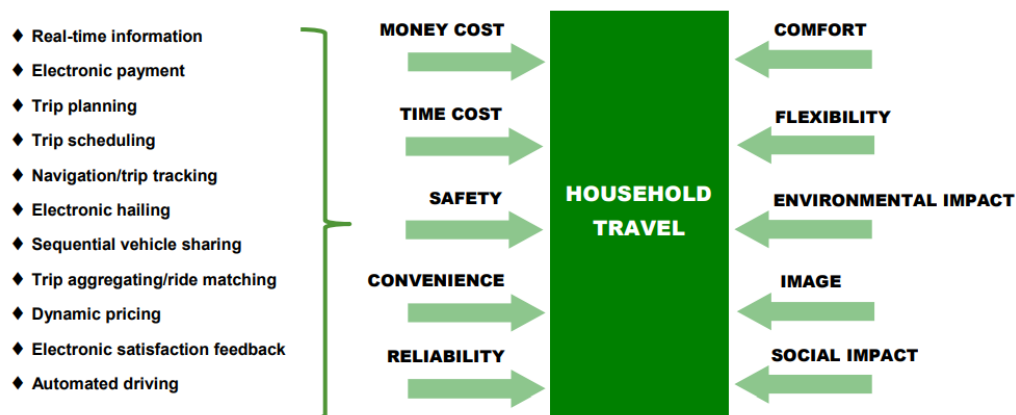 ♦ Real-time information
♦ Electronic payment
♦ Trip planning
♦ Trip scheduling
♦ Navigation/trip tracking
♦ Electronic hailing
♦ Sequential vehicle sharing
♦ Trip aggregating/ride matching
♦ Dynamic pricing
♦ Electronic satisfaction feedback
♦ Automated driving
MONEY COST
TIME COST
SAFETY
CONVENIENCE
RELIABILITY
HOUSEHOLD
TRAVEL
COMFORT
FLEXIBILITY
ENVIRONMENTAL IMPACT
IMAGE
SOCIAL IMPACT